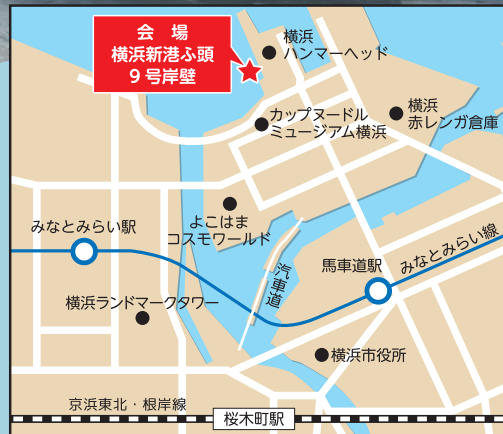 会場
横浜新港ふ頭
9号岸壁
横浜
ハンマーヘッド
カップヌードル
ミュージアム横浜
横浜
赤レンガ倉庫
みなとみらい駅
よこはま
コスモワールド
汽車道
馬車道駅
みなとみらい線
横浜ランドマークタワー
横浜市役所
京浜東北・根岸線
桜木町駅